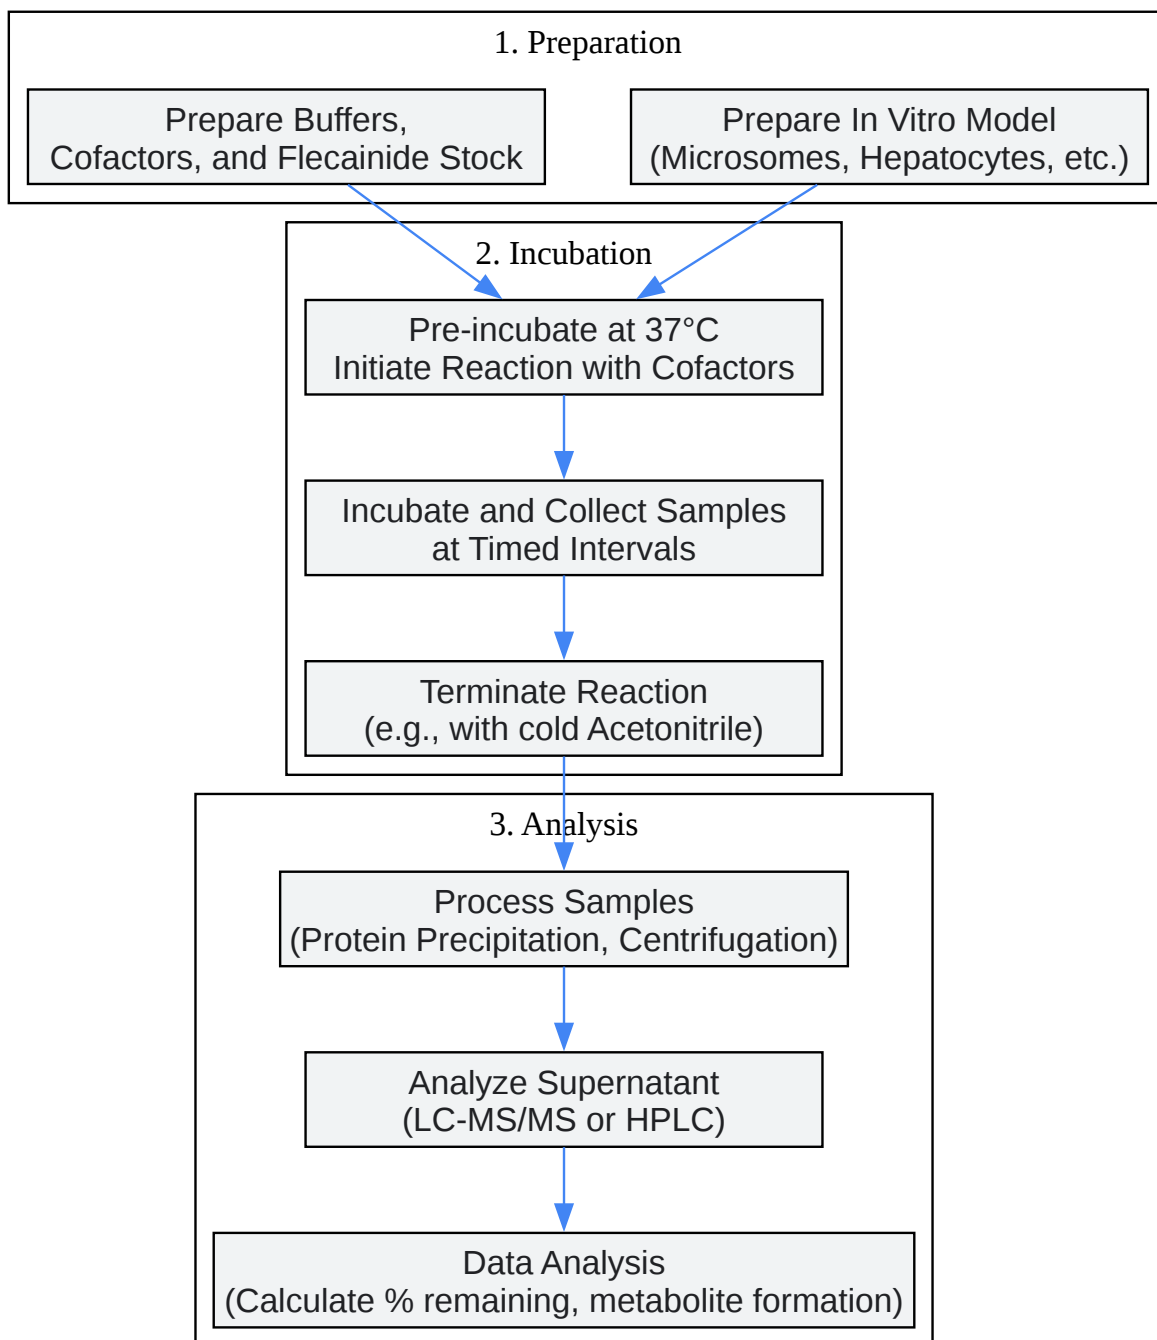 1. Preparation
Prepare Buffers,
Cofactors, and Flecainide Stock
Prepare In Vitro Model
(Microsomes, Hepatocytes, etc.)
2. Incubation
Pre-incubate at 37°C
Initiate Reaction with Cofactors
Incubate and Collect Samples
at Timed Intervals
Terminate Reaction
(e.g., with cold Acetonitrile)
3. Analysis
Process Samples
(Protein Precipitation, Centrifugation)
Analyze Supernatant
(LC-MS/MS or HPLC)
Data Analysis
(Calculate % remaining, metabolite formation)